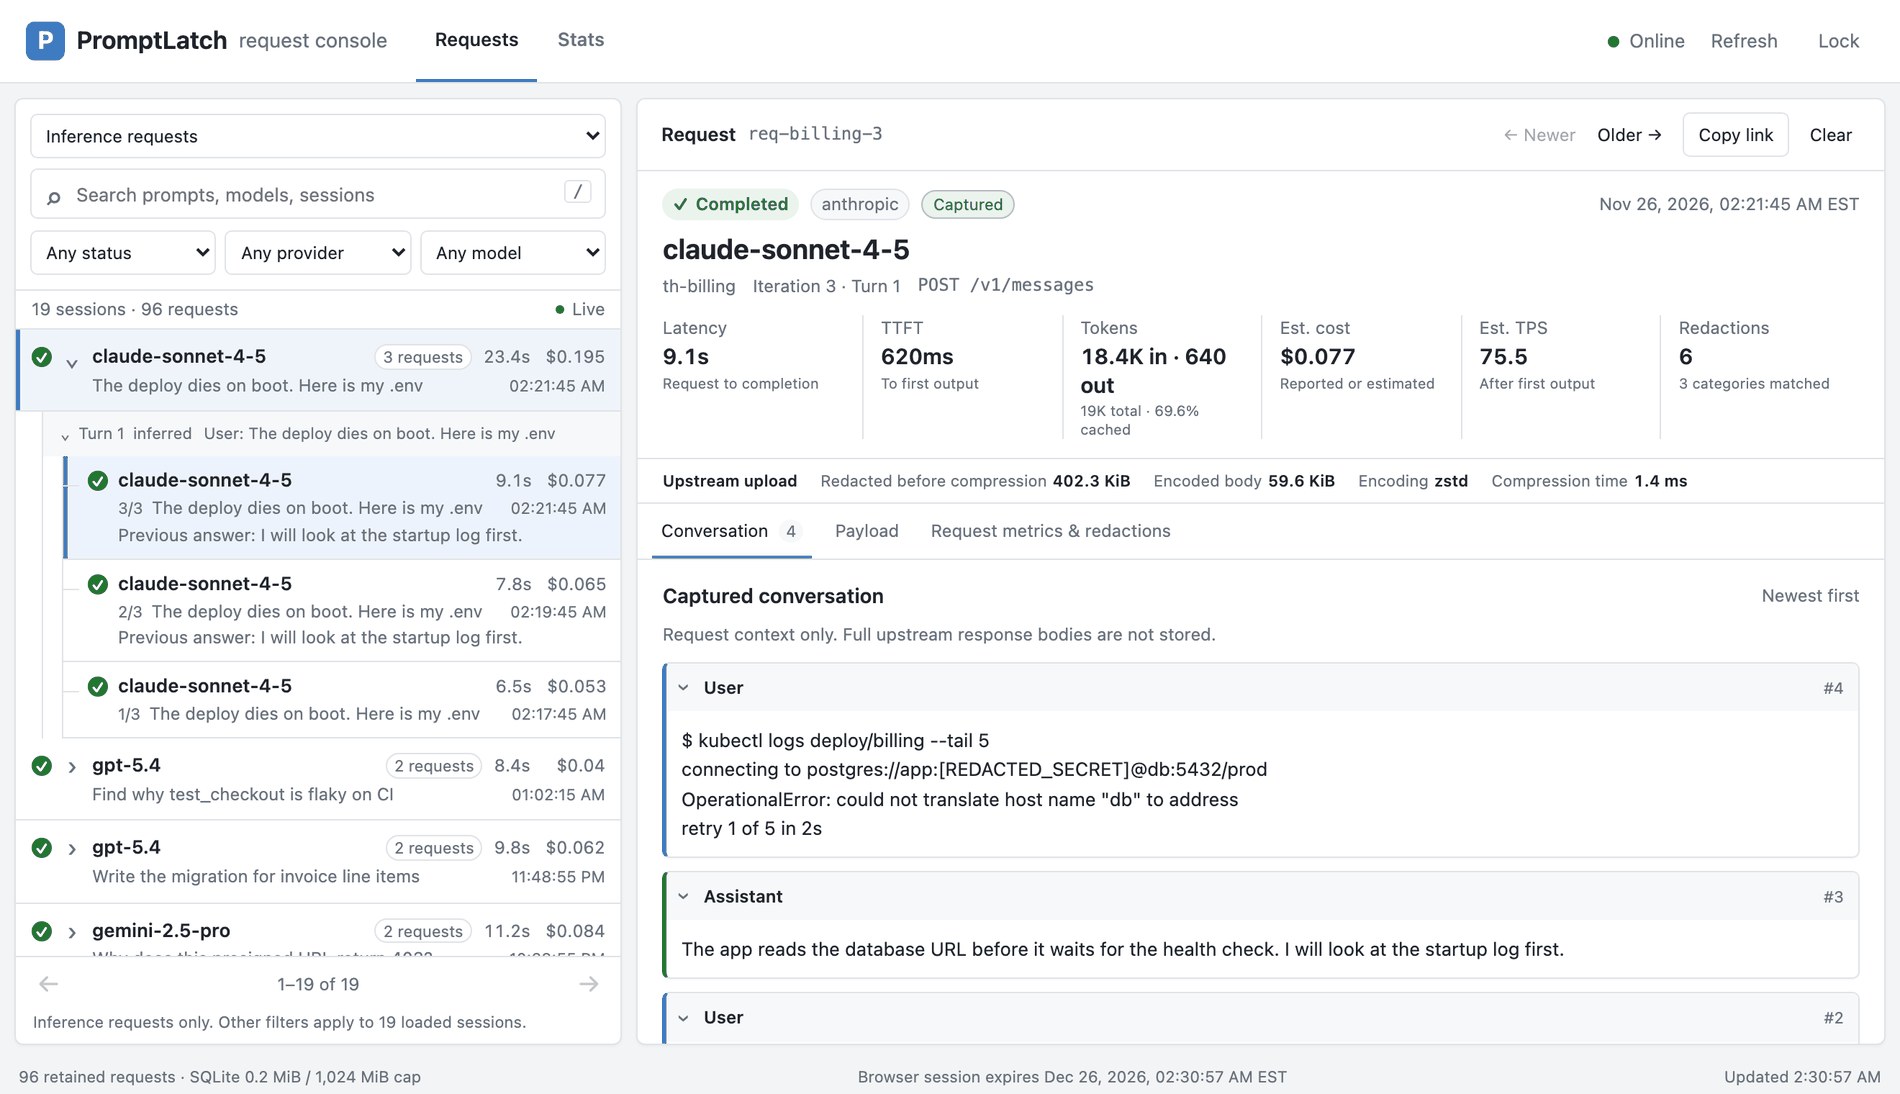 P PromptLatch request console Requests Stats Online Refresh Lock
Inference requests
Search prompts, models, sessions /
Any status Any provider Any model
19 sessions · 96 requests Live
claude-sonnet-4-5 3 requests 23.4s $0.195
The deploy dies on boot. Here is my .env 02:21:45 AM
Turn 1 inferred User: The deploy dies on boot. Here is my .env
claude-sonnet-4-5 9.1s $0.077
3/3 The deploy dies on boot. Here is my .env 02:21:45 AM
Previous answer: I will look at the startup log first.
claude-sonnet-4-5 7.8s $0.065
2/3 The deploy dies on boot. Here is my .env 02:19:45 AM
Previous answer: I will look at the startup log first.
claude-sonnet-4-5 6.5s $0.053
1/3 The deploy dies on boot. Here is my .env 02:17:45 AM
gpt-5.4 2 requests 8.4s $0.04
Find why test_checkout is flaky on CI 01:02:15 AM
gpt-5.4 2 requests 9.8s $0.062
Write the migration for invoice line items 11:48:55 PM
gemini-2.5-pro 2 requests 11.2s $0.084
← 1–19 of 19 →
Inference requests only. Other filters apply to 19 loaded sessions.
Request req-billing-3 ← Newer Older → Copy link Clear
✓ Completed anthropic Captured Nov 26, 2026, 02:21:45 AM EST
claude-sonnet-4-5
th-billing Iteration 3 · Turn 1 POST /v1/messages
Latency
9.1s
Request to completion
TTFT
620ms
To first output
Tokens
18.4K in · 640
out
19K total · 69.6%
cached
Est. cost
$0.077
Reported or estimated
Est. TPS
75.5
After first output
Redactions
6
3 categories matched
Upstream upload Redacted before compression 402.3 KiB Encoded body 59.6 KiB Encoding zstd Compression time 1.4 ms
Conversation 4 Payload Request metrics & redactions
Captured conversation Newest first
Request context only. Full upstream response bodies are not stored.
User #4
$ kubectl logs deploy/billing --tail 5
connecting to postgres://app:[REDACTED_SECRET]@db:5432/prod
OperationalError: could not translate host name "db" to address
retry 1 of 5 in 2s
Assistant #3
The app reads the database URL before it waits for the health check. I will look at the startup log first.
User #2
96 retained requests · SQLite 0.2 MiB / 1,024 MiB cap Browser session expires Dec 26, 2026, 02:30:57 AM EST Updated 2:30:57 AM